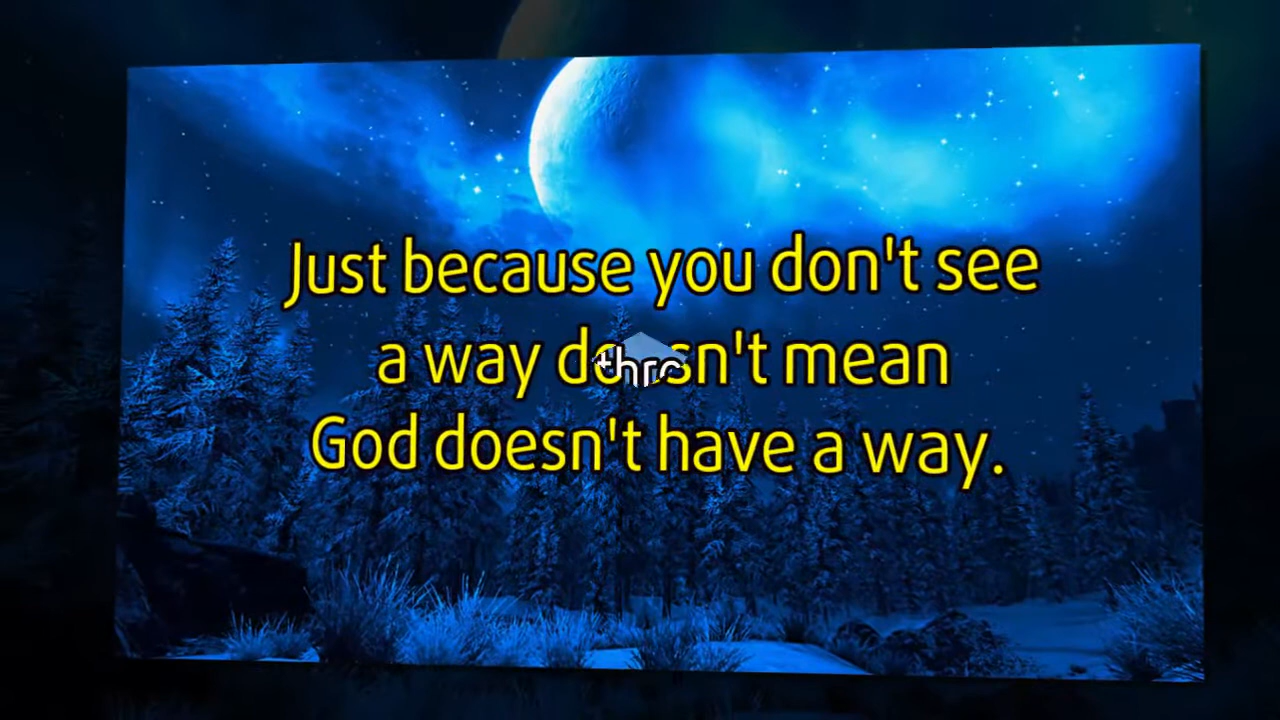 Just because you don't see
a way doesn't mean
God doesn't have a way.